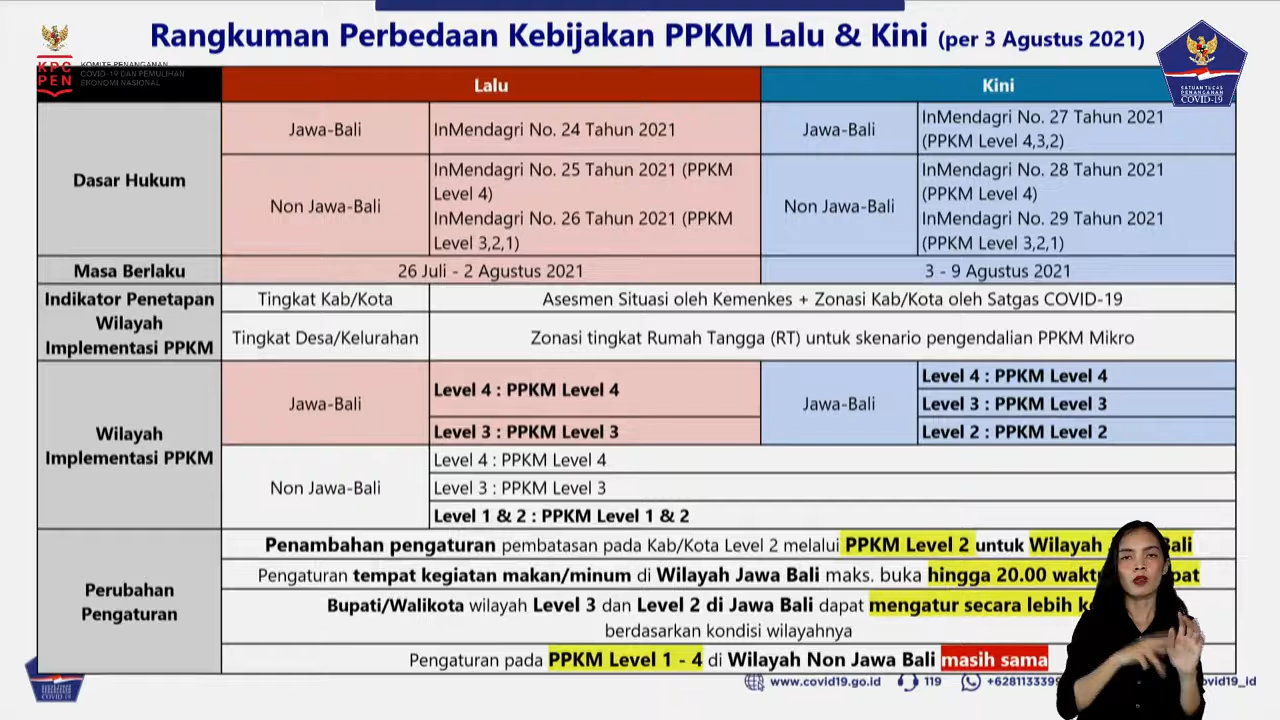 Rangkuman Perbedaan Kebijakan PPKM Lalu & Kini (per 3 Agustus 2021)
KPC PEN
KOMITE PENANGANAN
COVID-19 DAN PEMULIHAN
EKONOMI NASIONAL
SATUAN TUGAS
PENANGANAN
COVID-19
Lalu
Kini
Dasar Hukum
Jawa-Bali
InMendagri No. 24 Tahun 2021
Jawa-Bali
InMendagri No. 27 Tahun 2021
(PPKM Level 4,3,2)
Non Jawa-Bali
InMendagri No. 25 Tahun 2021 (PPKM
Level 4)
InMendagri No. 26 Tahun 2021 (PPKM
Level 3,2,1)
Non Jawa-Bali
InMendagri No. 28 Tahun 2021
(PPKM Level 4)
InMendagri No. 29 Tahun 2021
(PPKM Level 3,2,1)
Masa Berlaku
26 Juli - 2 Agustus 2021
3 - 9 Agustus 2021
Indikator Penetapan
Wilayah
Implementasi PPKM
Tingkat Kab/Kota
Asesmen Situasi oleh Kemenkes + Zonasi Kab/Kota oleh Satgas COVID-19
Tingkat Desa/Kelurahan
Zonasi tingkat Rumah Tangga (RT) untuk skenario pengendalian PPKM Mikro
Wilayah
Implementasi PPKM
Jawa-Bali
Level 4 : PPKM Level 4
Level 3 : PPKM Level 3
Jawa-Bali
Level 4 : PPKM Level 4
Level 3 : PPKM Level 3
Level 2 : PPKM Level 2
Non Jawa-Bali
Level 4 : PPKM Level 4
Level 3 : PPKM Level 3
Level 1 & 2 : PPKM Level 1 & 2
Perubahan
Pengaturan
Penambahan pengaturan pembatasan pada Kab/Kota Level 2 melalui PPKM Level 2 untuk Wilayah Bali
Pengaturan tempat kegiatan makan/minum di Wilayah Jawa Bali maks. buka hingga 20.00
Bupati/Walikota wilayah Level 3 dan Level 2 di Jawa Bali dapat mengatur secara lebih
berdasarkan kondisi wilayahnya
Pengaturan pada PPKM Level 1 - 4 di Wilayah Non Jawa Bali masih sama
COVID-19
www.covid19.go.id 119 +6281133399